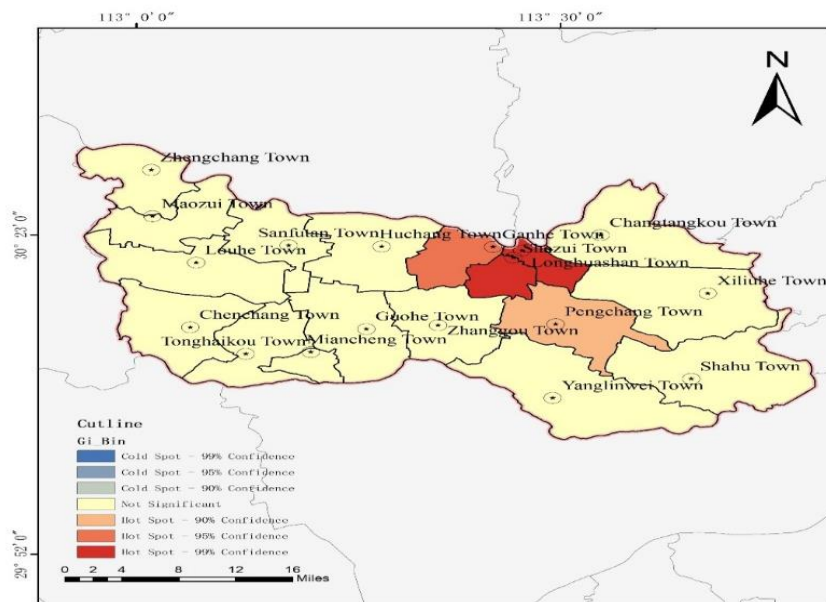 113° 0′ 0″
113° 30′ 0″
N
Zhengchang Town
Maozui Town
30° 23′ 0″
Sanfutan Town
Huchang Town
Ganhe Town
Changtangkou Town
Shazui Town
Louhe Town
Longhuashan Town
Xiliuhe Town
Chenchang Town
Guohe Town
Pengchang Town
Tonghaikou Town
Miancheng Town
Zhanggou Town
Shahu Town
Yanglinwei Town
Cutline
Gi_Bin
Cold Spot - 99% Confidence
Cold Spot - 95% Confidence
Cold Spot - 90% Confidence
Not Significant
Hot Spot - 90% Confidence
Hot Spot - 95% Confidence
Hot Spot - 99% Confidence
29° 52′ 0″
0 2 4 8 12 16
Miles